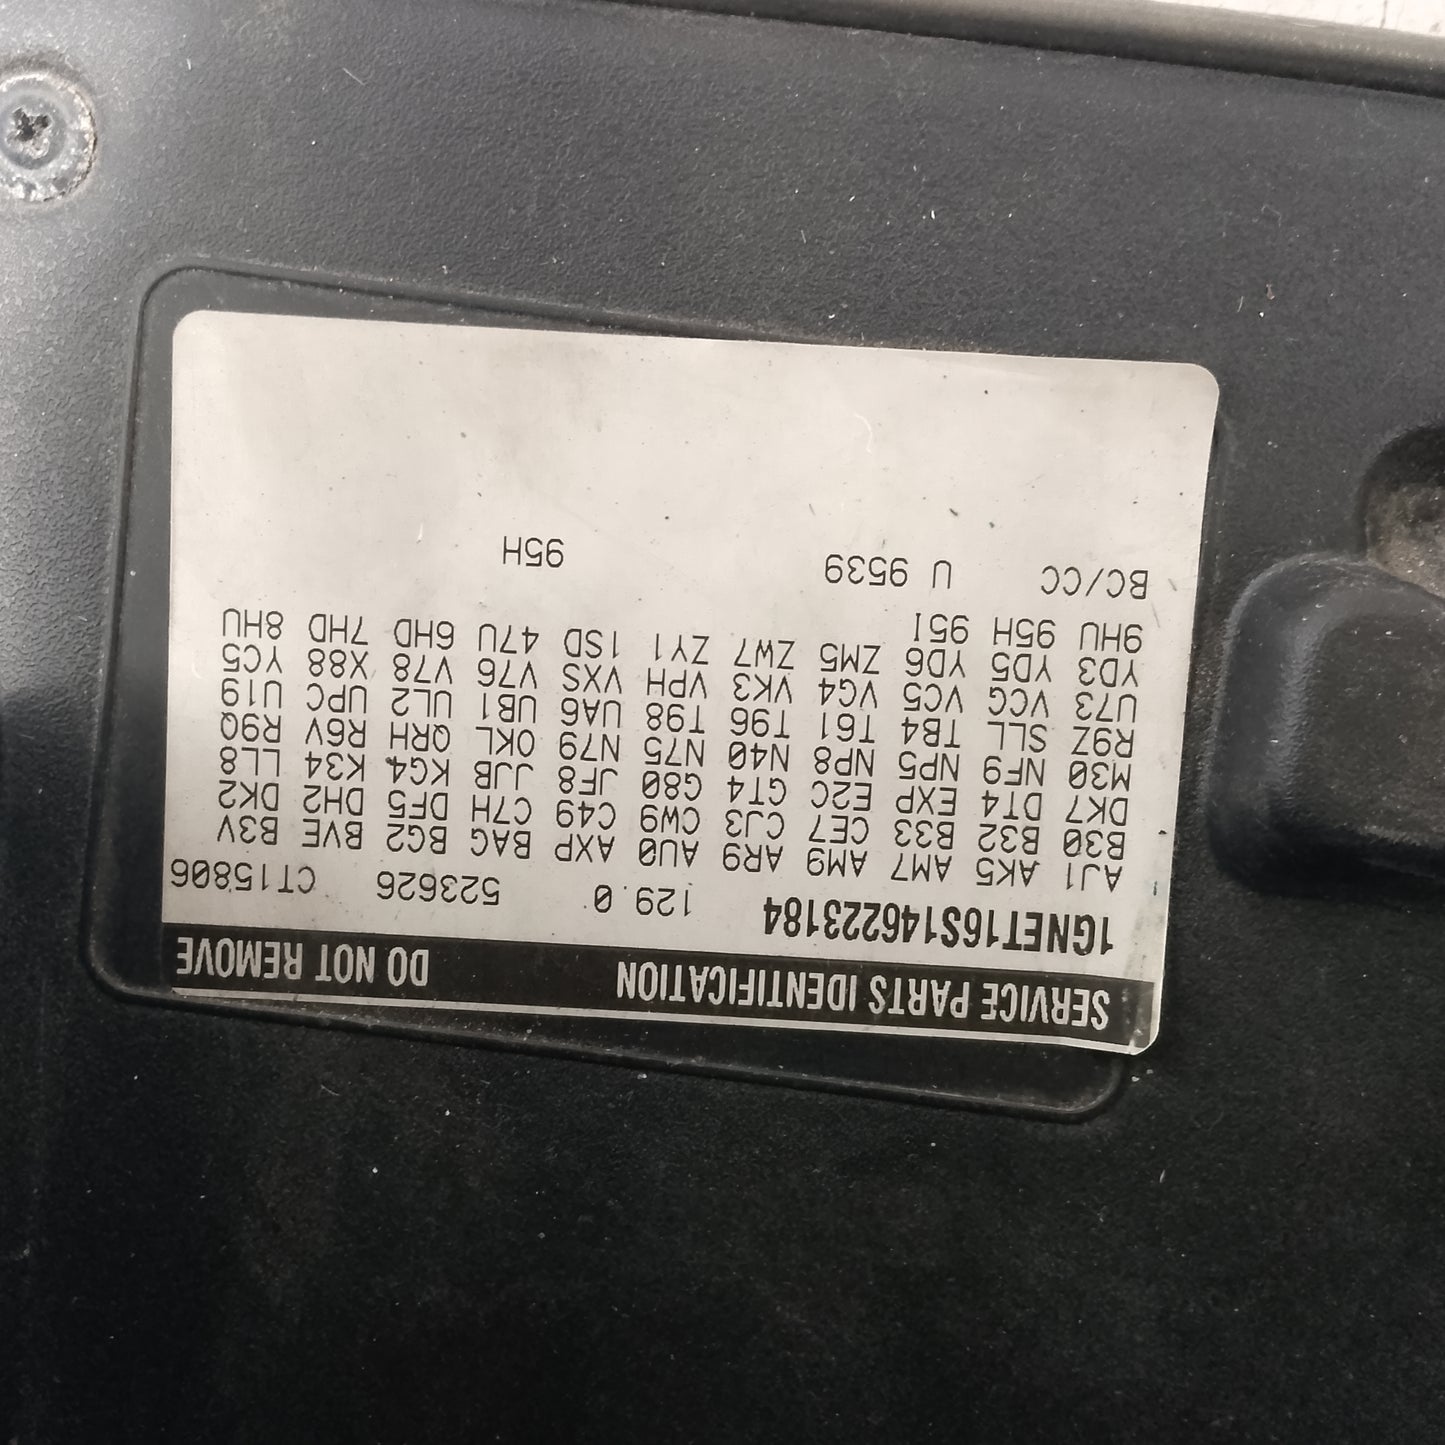 SERVICE PARTS IDENTIFICATION DO NOT REMOVE
1GNET16S146223184 129.0 523626 CT15806
AJ1 AK5 AM7 AM9 AR9 AU0 AXP BAG BG2 BVE B3V
B30 B32 B33 CE7 CJ3 CW9 C49 C7H DF5 DH2 DK2
DK7 DT4 EXP E2C GT4 G80 JF8 JJB KG4 K34 LL8
M30 NF9 NP5 NP8 N40 N75 N79 OKL QRH R6V R9Q
R9Z SLL TB4 T61 T96 T98 UA6 UB1 UL2 UPC U19
U73 VCG VC5 VG4 VK3 VPH VXS V76 V78 X88 YC5
YD3 YD5 YD6 ZM5 ZW7 ZY1 1SD 47U 6HD 7HD 8HU
9HU 95H 95I
BC/CC U 9539 95H